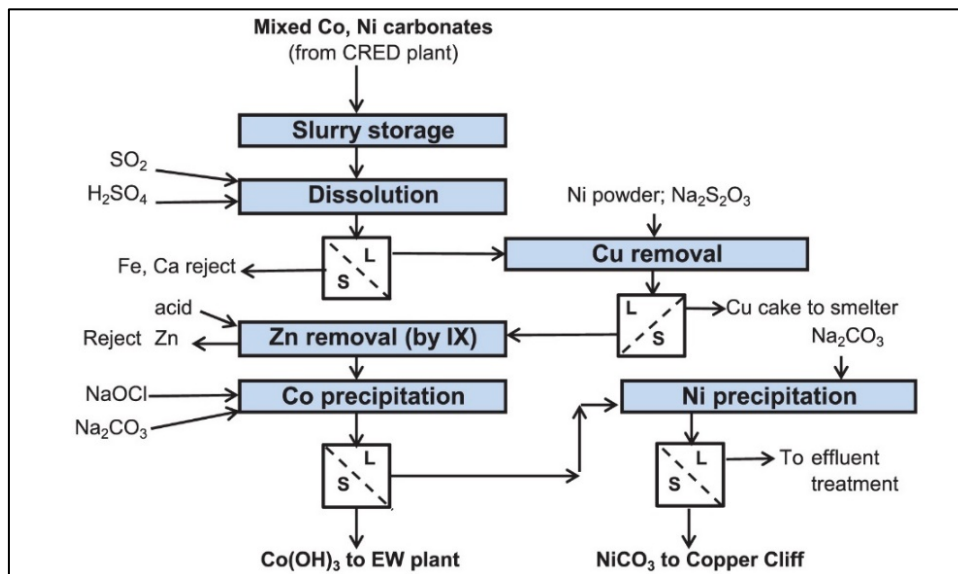 Mixed Co, Ni carbonates
(from CRED plant)
Slurry storage
SO₂
H₂SO₄
Dissolution
Ni powder; Na₂S₂O₃
L
S
Fe, Ca reject
Cu removal
L
S
Cu cake to smelter
acid
Reject Zn
Zn removal (by IX)
Na₂CO₃
NaOCl
Na₂CO₃
Co precipitation
Ni precipitation
L
S
L
S
To effluent
treatment
Co(OH)₃ to EW plant
NiCO₃ to Copper Cliff